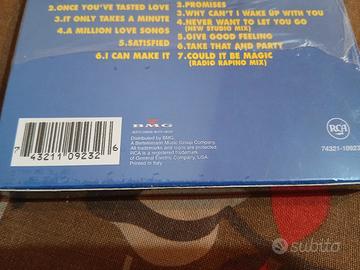 2.ONCE YOU'VE TASTED LOVE
3.IT ONLY TAKES A MINUTE
4.A MILLION LOVE SONGS
5.SATISFIED
6.I CAN MAKE IT
2.PROMISES
3.WHY CAN'T I WAKE UP WITH YOU
4.NEVER WANT TO LET YOU GO
(NEW STUDIO MIX)
5.GIVE GOOD FEELING
6.TAKE THAT AND PARTY
7.COULD IT BE MAGIC
(RADIO RAPINO MIX)
BMG
Distributed by BMG.
A Bertelsmann Music Group Company.
All trademarks and logos are protected.
RCA is a registered trademark
of General Electric Company, USA.
Printed in Italy
RCA
74321-10923
7 43211 09232 6
subito